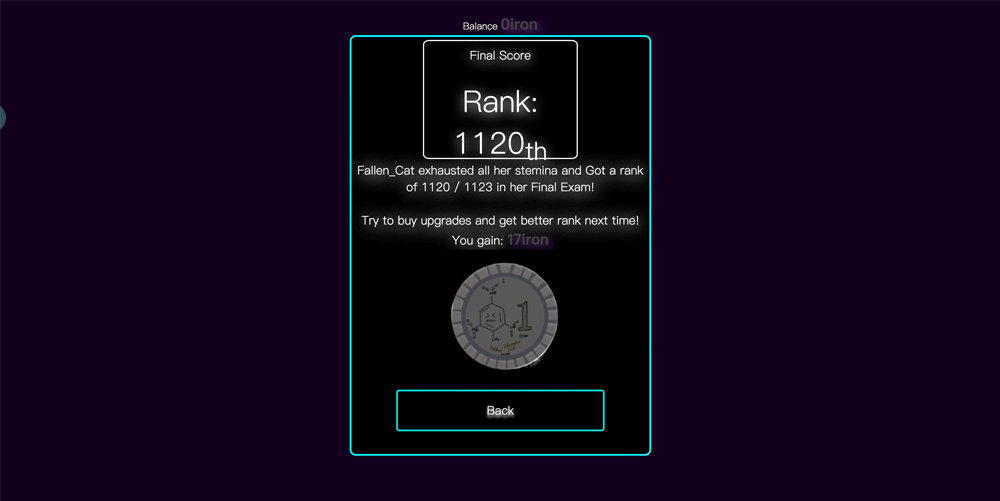 Balance 0iron
Final Score
Rank:
1120th
Fallen_Cat exhausted all her stemina and Got a rank
of 1120 / 1123 in her Final Exam!
Try to buy upgrades and get better rank next time!
You gain: 17iron
1
Back